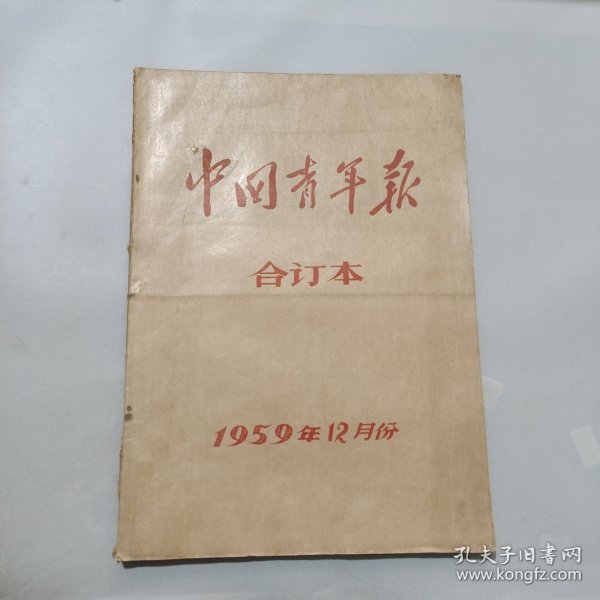 中国青年报
合订本
1959年12月份
孔夫子旧书网
www.kongfz.com